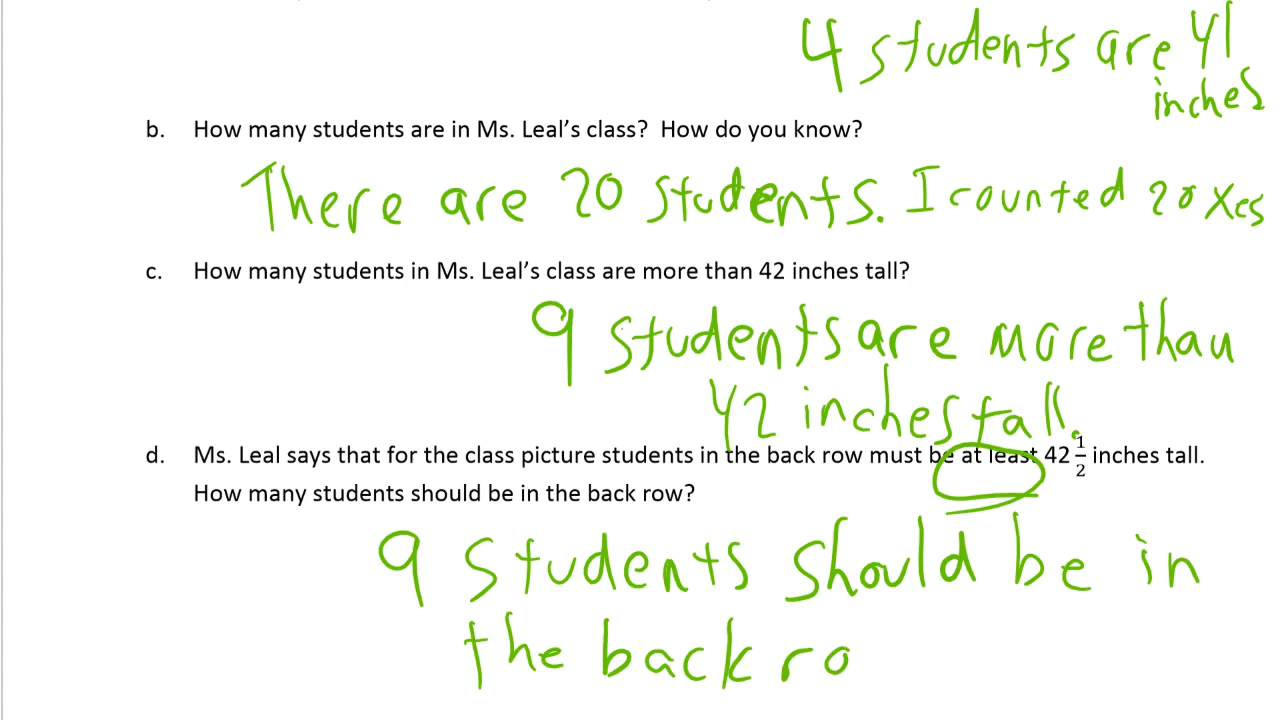 4 students are 41
inches
b. How many students are in Ms. Leal's class? How do you know?
There are 20 students. I counted 20 Xes
c. How many students in Ms. Leal's class are more than 42 inches tall?
9 students are more than
42 inches tall.
d. Ms. Leal says that for the class picture students in the back row must be at least 42 1/2 inches tall.
How many students should be in the back row?
9 students should be in
the back ro